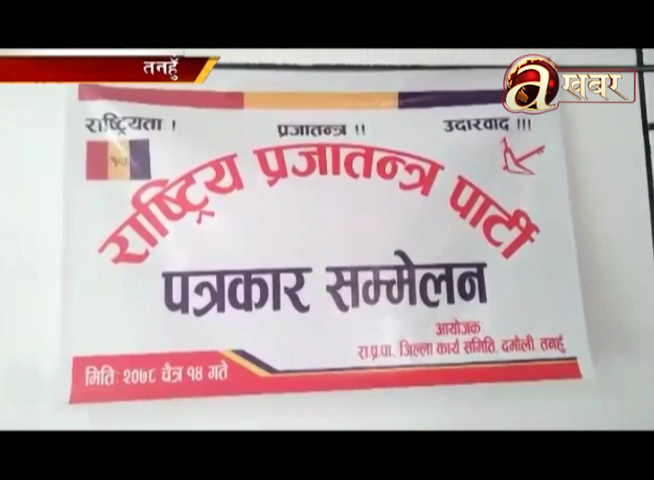 तनहुँ
a खबर
राष्ट्रियता ! प्रजातन्त्र !! उदारवाद !!!
राष्ट्रिय प्रजातन्त्र पार्टी
पत्रकार सम्मेलन
आयोजक
रा.प्र.पा., जिल्ला कार्य समिति, दमौली, तनहुँ
मिति: २०७८ चैत्र १४ गते